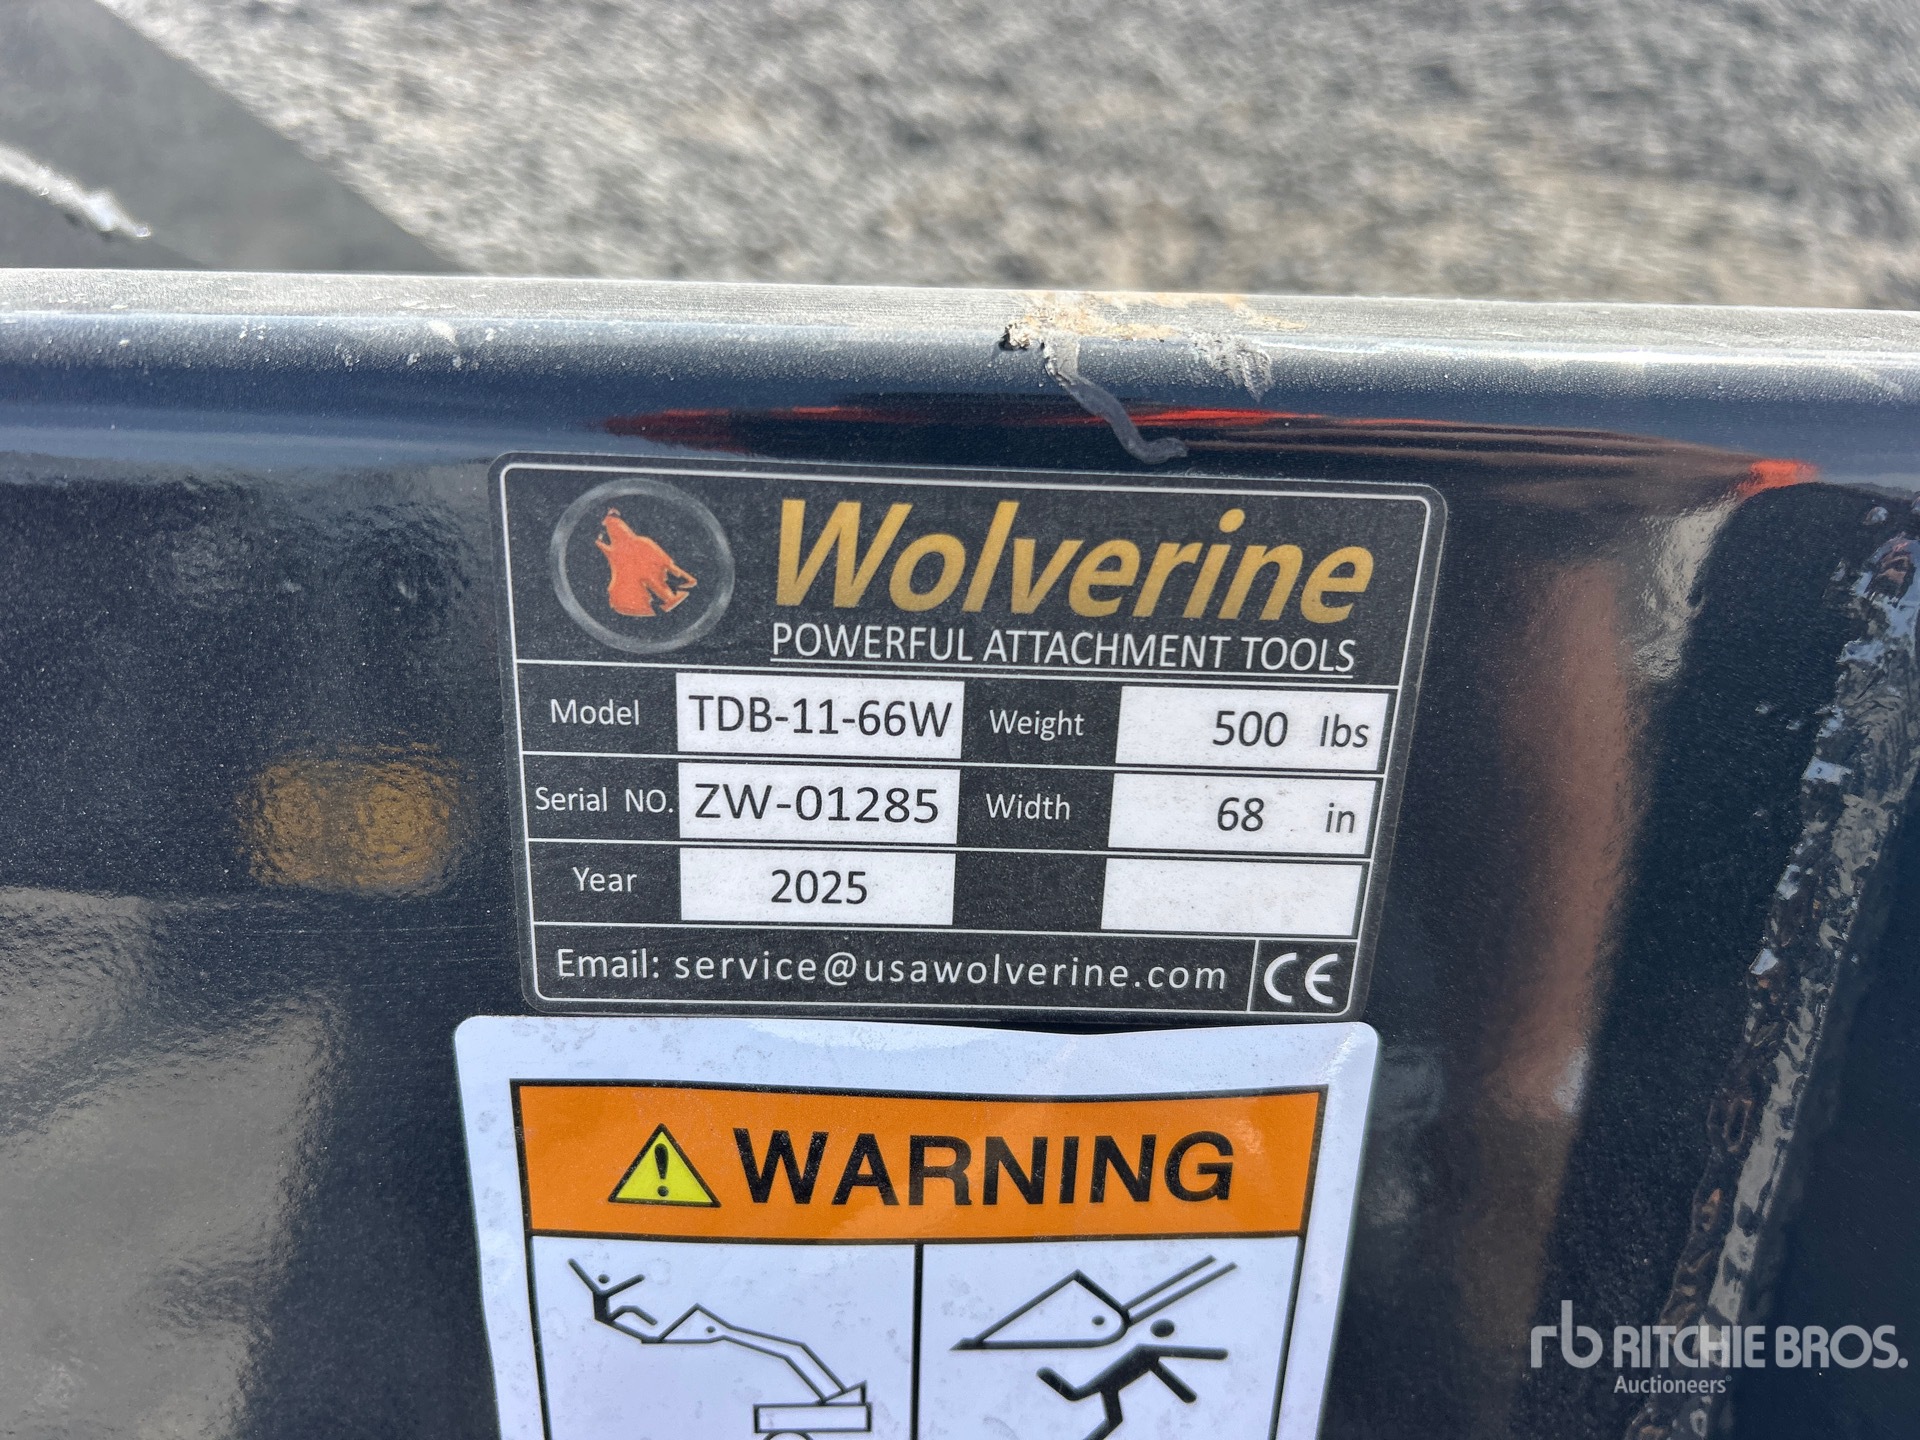 Wolverine
POWERFUL ATTACHMENT TOOLS
Model TDB-11-66W Weight 500 lbs
Serial NO. ZW-01285 Width 68 in
Year 2025
Email: service@usawolverine.com CE
WARNING
rb RITCHIE BROS.
Auctioneers